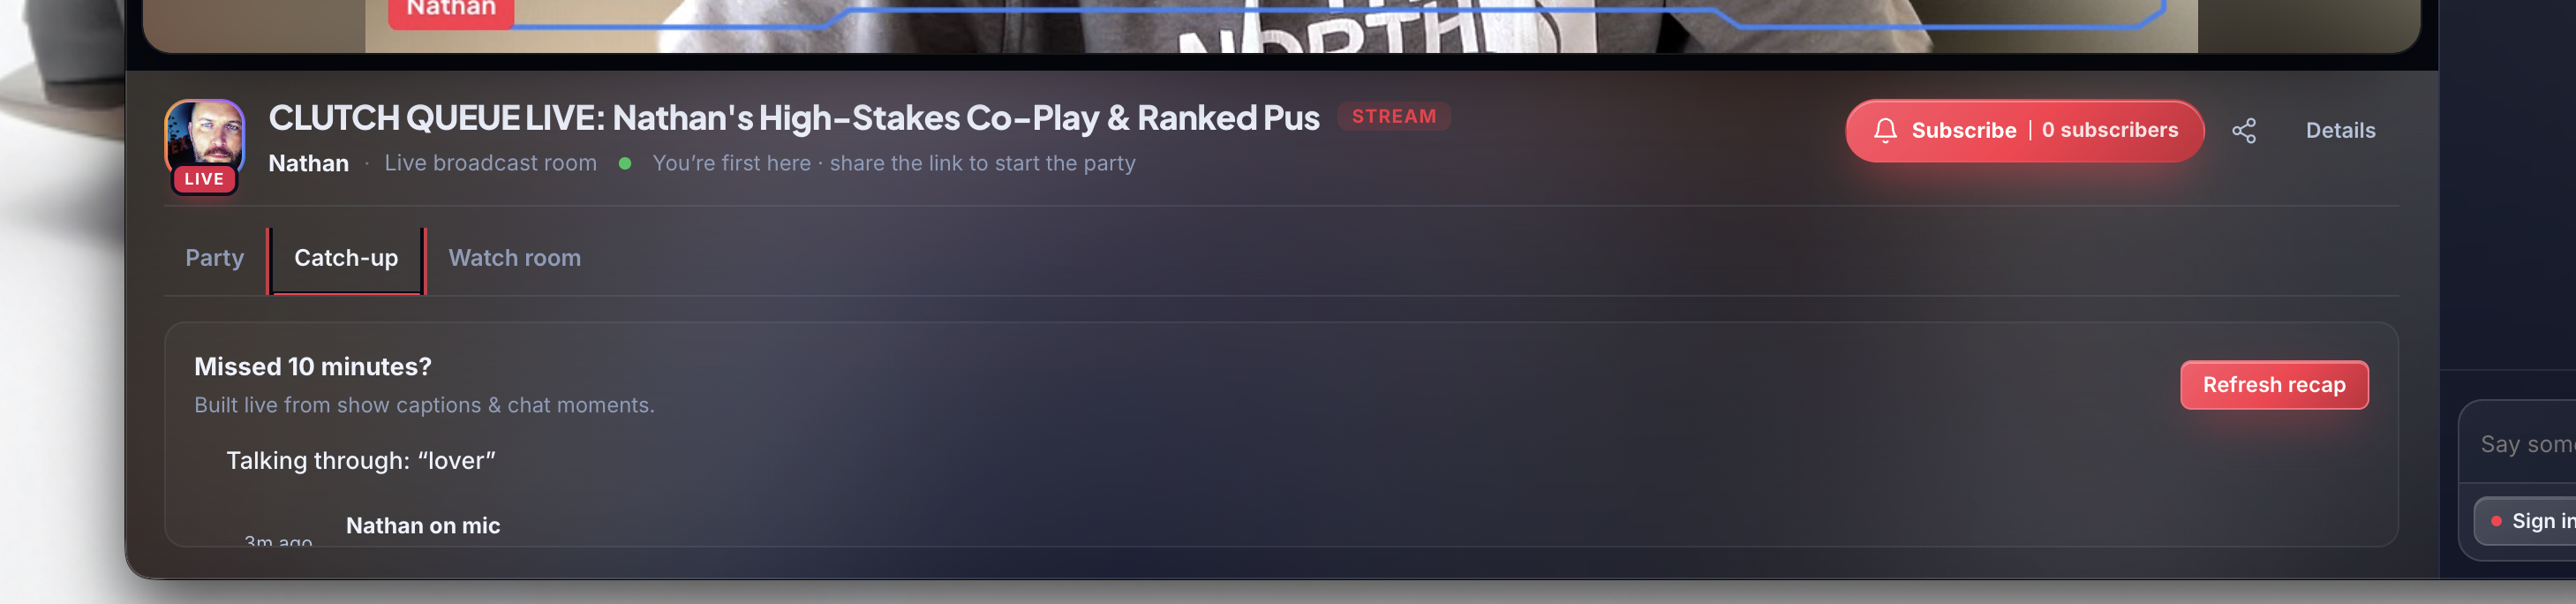 Nathan
NORTH
CLUTCH QUEUE LIVE: Nathan's High-Stakes Co-Play & Ranked Pus STREAM
Nathan · Live broadcast room You’re first here · share the link to start the party
LIVE
Subscribe | 0 subscribers
Details
Party Catch-up Watch room
Missed 10 minutes?
Built live from show captions & chat moments.
Refresh recap
Talking through: “lover”
Nathan on mic
3m ago
Say som
Sign in